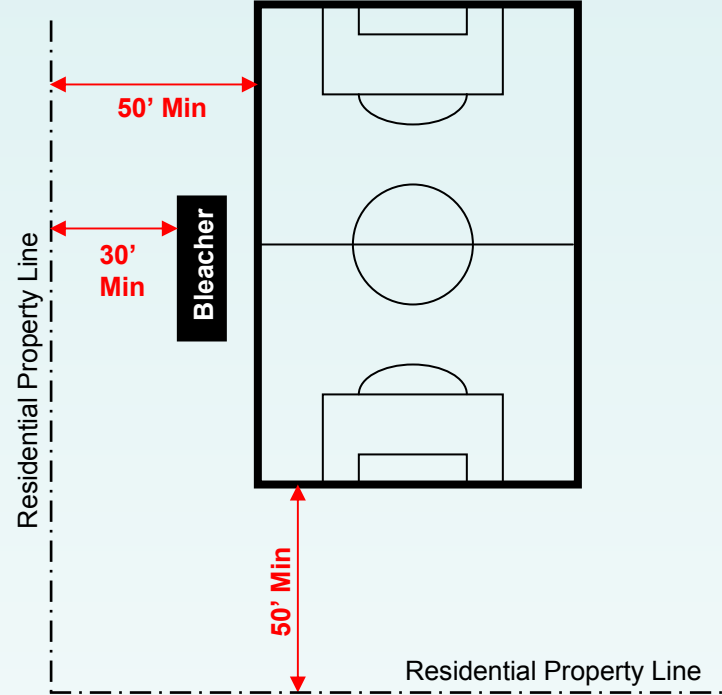 50’ Min
30’
Min
Bleacher
Residential Property Line
50’ Min
Residential Property Line